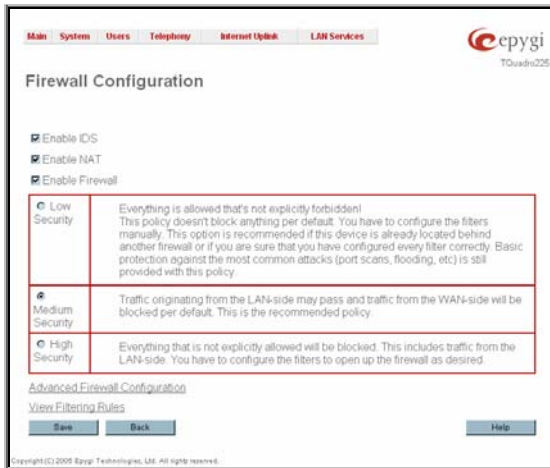 Main System Users Telephony Internet Uplink LAN Services
epygi
TQuadro225
Firewall Configuration
Enable IDS
Enable NAT
Enable Firewall
Low Security
Everything is allowed that's not explicitly forbidden!
This policy doesn't block anything per default. You have to configure the filters
manually. This option is recommended if this device is already located behind
another firewall or if you are sure that you have configured every filter correctly. Basic
protection against the most common attacks (port scans, flooding, etc) is still
provided with this policy.
Medium Security
Traffic originating from the LAN-side may pass and traffic from the WAN-side will be
blocked per default. This is the recommended policy.
High Security
Everything that is not explicitly allowed will be blocked. This includes traffic from the
LAN-side. You have to configure the filters to open up the firewall as desired.
Advanced Firewall Configuration
View Filtering Rules
Save Back Help
Copyright (C) 2005 Epygi Technologies, Ltd. All rights reserved.